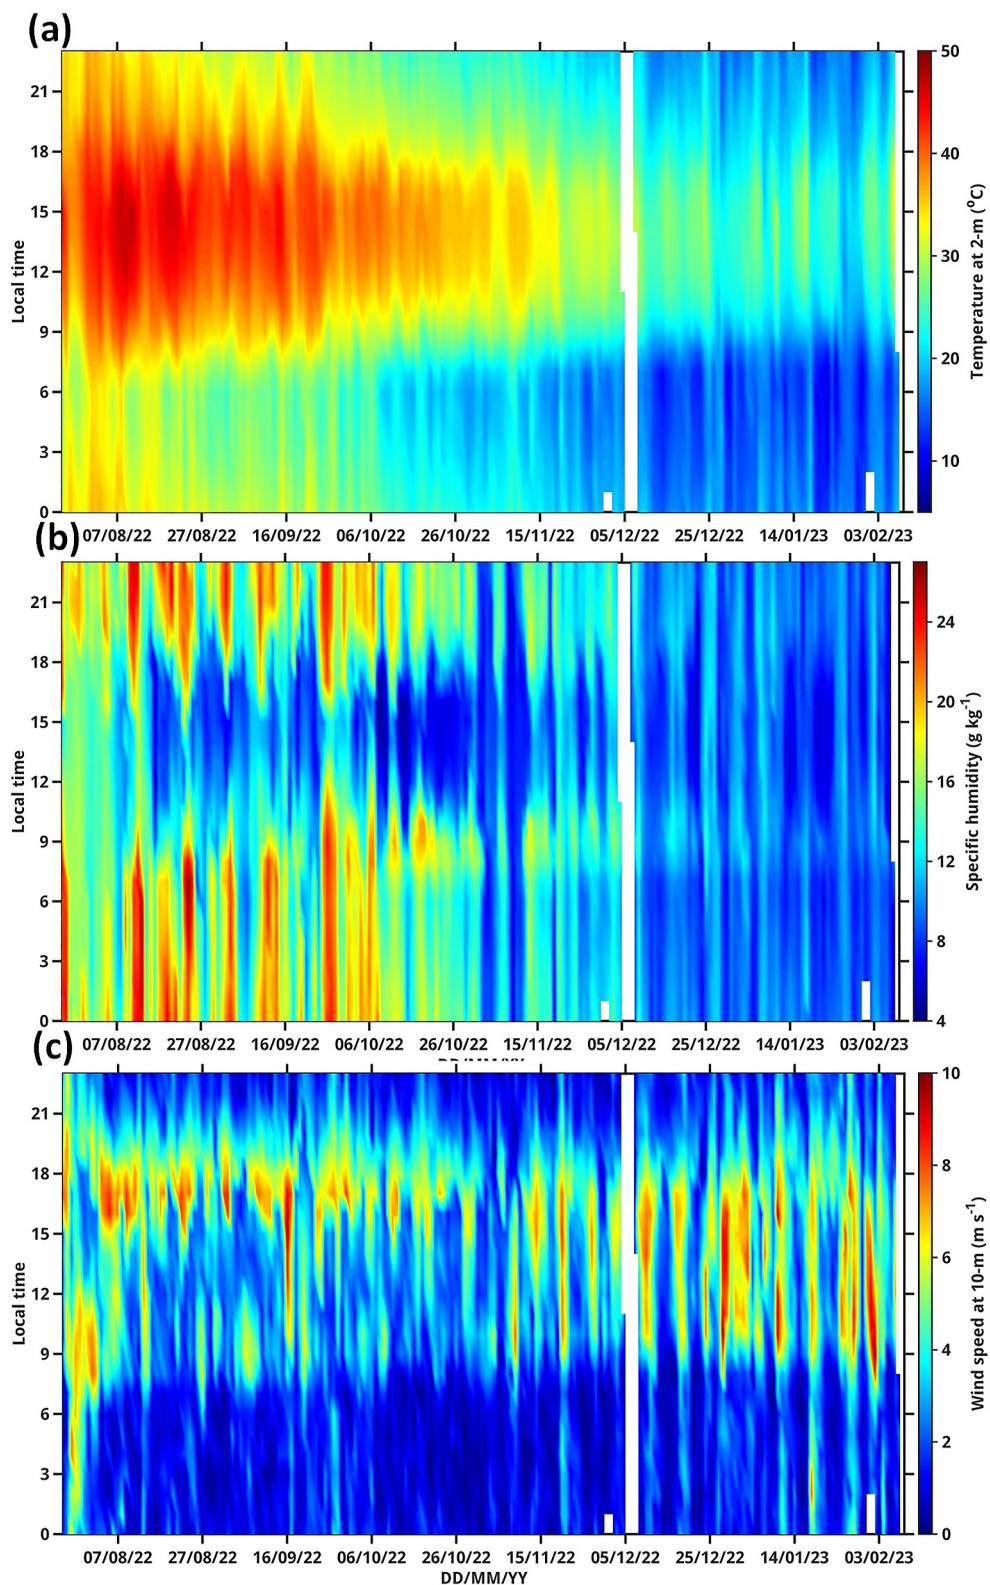 (a)
50
40
30
20
10
Temperature at 2-m (°C)
21
18
15
12
9
6
3
0
Local time
07/08/22 27/08/22 16/09/22 06/10/22 26/10/22 15/11/22 05/12/22 25/12/22 14/01/23 03/02/23
(b)
24
20
16
12
8
4
Specific humidity (g kg⁻¹)
21
18
15
12
9
6
3
0
Local time
07/08/22 27/08/22 16/09/22 06/10/22 26/10/22 15/11/22 05/12/22 25/12/22 14/01/23 03/02/23
DD/MM/YY
(c)
10
8
6
4
2
0
Wind speed at 10-m (m s⁻¹)
21
18
15
12
9
6
3
0
Local time
07/08/22 27/08/22 16/09/22 06/10/22 26/10/22 15/11/22 05/12/22 25/12/22 14/01/23 03/02/23
DD/MM/YY